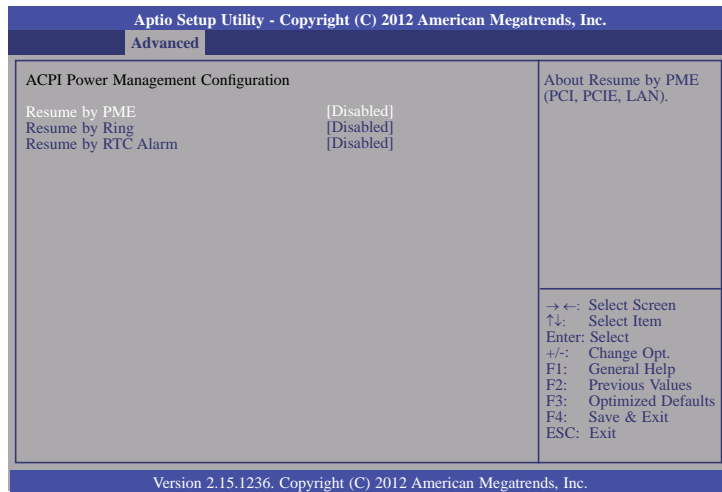 Aptio Setup Utility - Copyright (C) 2012 American Megatrends, Inc.
Advanced
ACPI Power Management Configuration
Resume by PME [Disabled]
Resume by Ring [Disabled]
Resume by RTC Alarm [Disabled]
About Resume by PME
(PCI, PCIE, LAN).
→←: Select Screen
↑↓: Select Item
Enter: Select
+/-: Change Opt.
F1: General Help
F2: Previous Values
F3: Optimized Defaults
F4: Save & Exit
ESC: Exit
Version 2.15.1236. Copyright (C) 2012 American Megatrends, Inc.